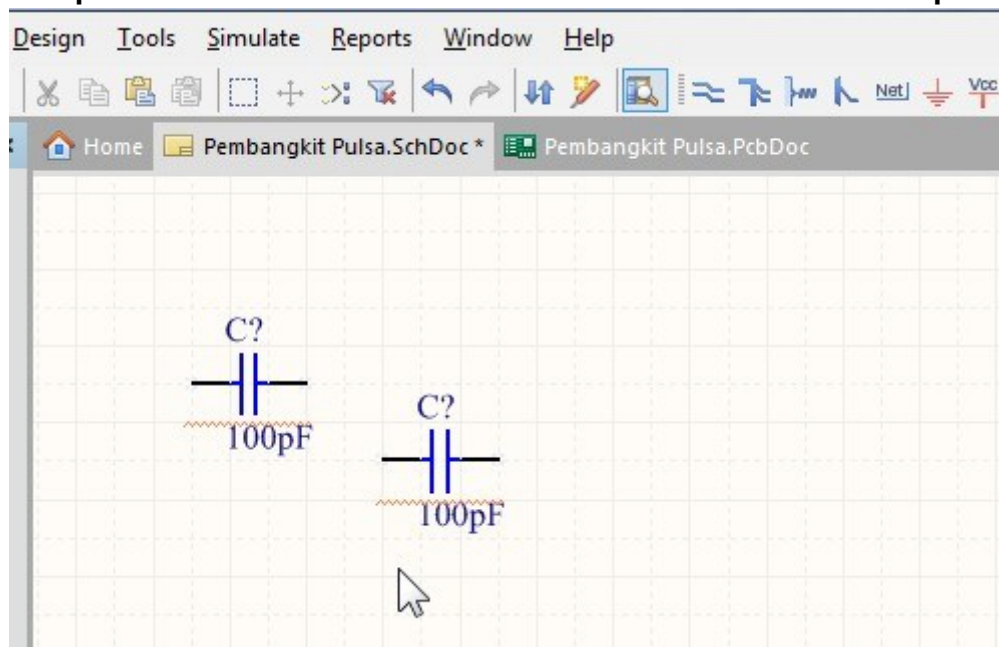 Design Tools Simulate Reports Window Help
Net Vcc
Home Pembangkit Pulsa.SchDoc * Pembangkit Pulsa.PcbDoc
C?
100pF
C?
100pF